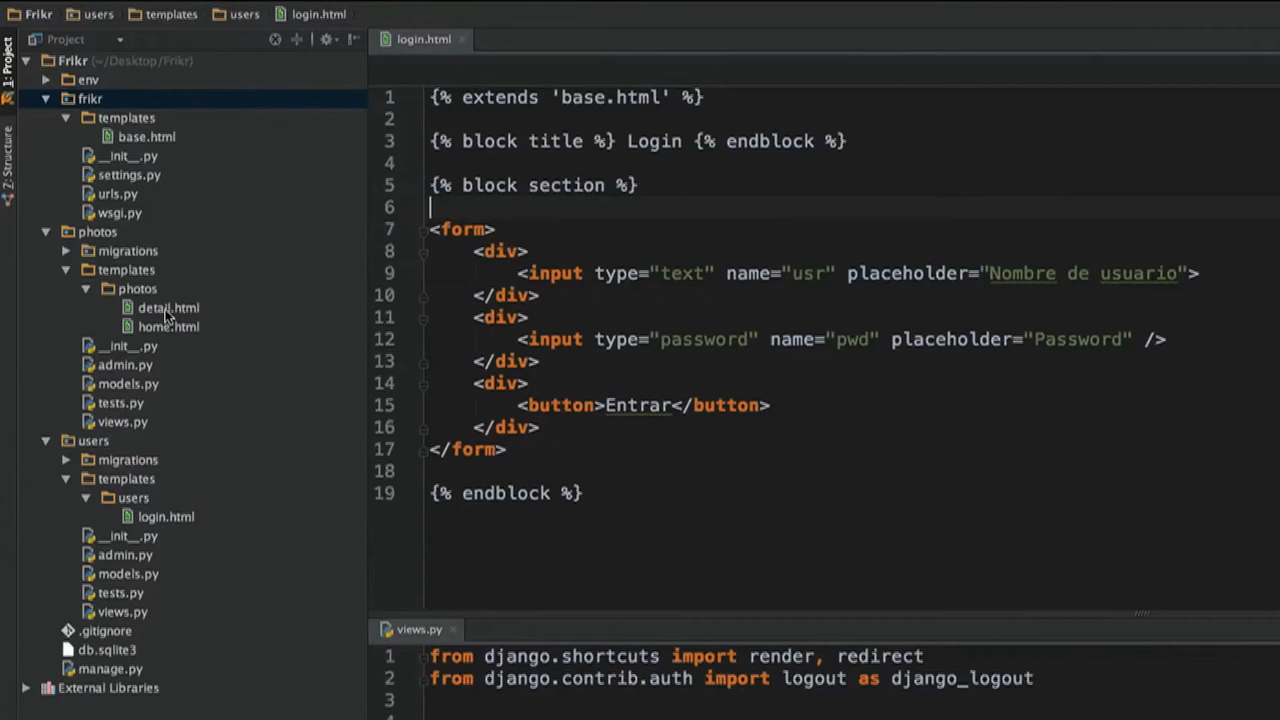 Frikr users templates users login.html
1: Project
Project
login.html
Frikr (~/Desktop/Frikr)
env
frikr
templates
base.html
__init__.py
settings.py
urls.py
wsgi.py
photos
migrations
templates
photos
detail.html
home.html
__init__.py
admin.py
models.py
tests.py
views.py
users
migrations
templates
users
login.html
__init__.py
admin.py
models.py
tests.py
views.py
.gitignore
db.sqlite3
manage.py
External Libraries
Z: Structure
1 {% extends 'base.html' %}
2
3 {% block title %} Login {% endblock %}
4
5 {% block section %}
6
7 <form>
8 <div>
9 <input type="text" name="usr" placeholder="Nombre de usuario">
10 </div>
11 <div>
12 <input type="password" name="pwd" placeholder="Password" />
13 </div>
14 <div>
15 <button>Entrar</button>
16 </div>
17 </form>
18
19 {% endblock %}
views.py
1 from django.shortcuts import render, redirect
2 from django.contrib.auth import logout as django_logout
3